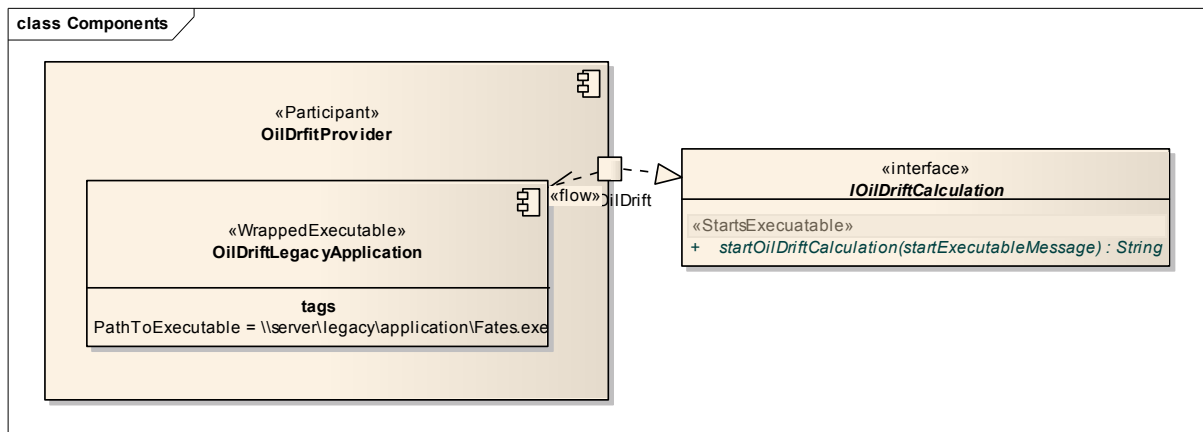 class Components
«Participant»
OilDrfitProvider
«WrappedExecutable»
OilDriftLegacyApplication
tags
PathToExecutable = \\server\legacy\application\Fates.exe
«flow»
OilDrift
«interface»
IOilDriftCalculation
«StartsExecuatable»
+ startOilDriftCalculation(startExecutableMessage) : String